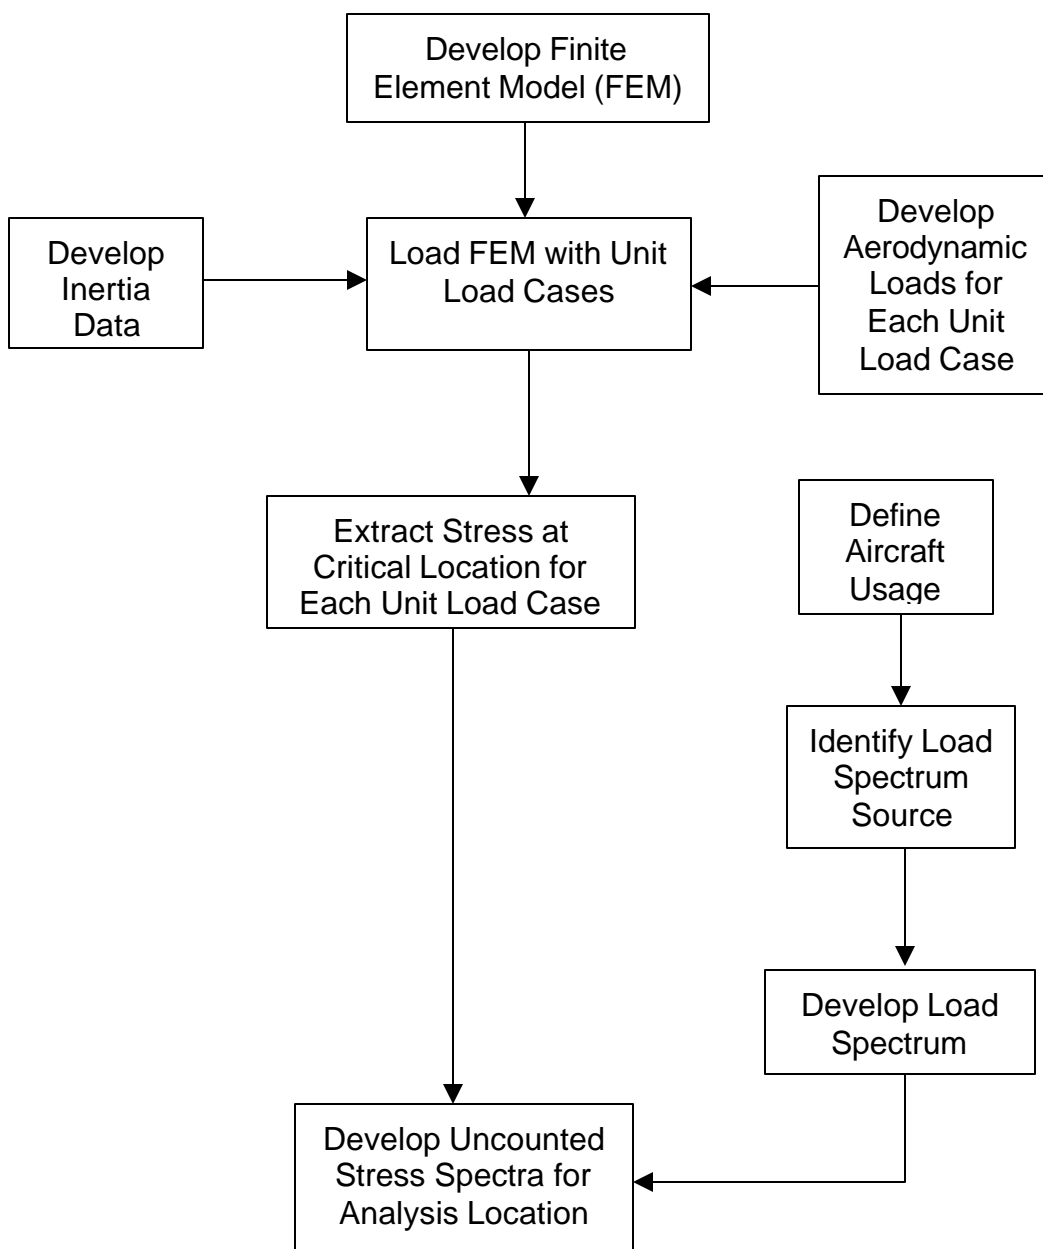 Develop Finite
Element Model (FEM)
Develop
Inertia
Data
Load FEM with Unit
Load Cases
Develop
Aerodynamic
Loads for
Each Unit
Load Case
Extract Stress at
Critical Location for
Each Unit Load Case
Define
Aircraft
Usage
Identify Load
Spectrum
Source
Develop Load
Spectrum
Develop Uncounted
Stress Spectra for
Analysis Location